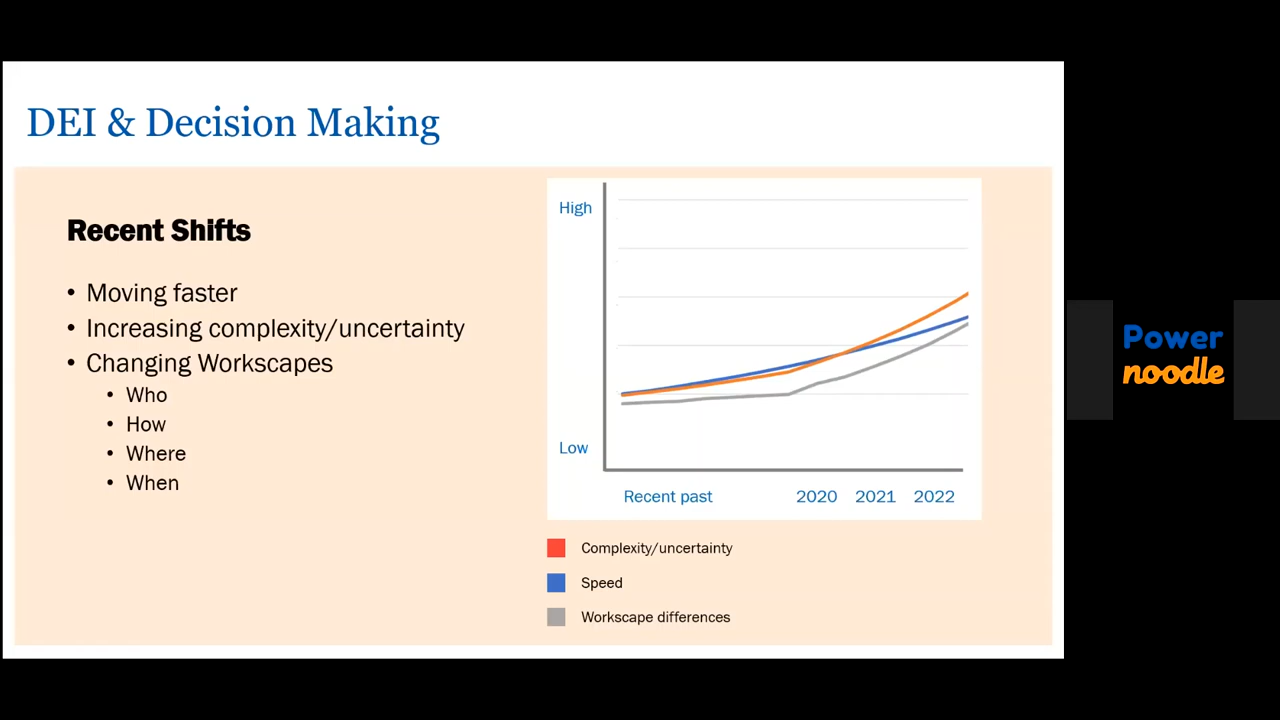 DEI & Decision Making
Recent Shifts
• Moving faster
• Increasing complexity/uncertainty
• Changing Workscapes
• Who
• How
• Where
• When
High
Low
Recent past 2020 2021 2022
Complexity/uncertainty
Speed
Workscape differences
Power
noodle